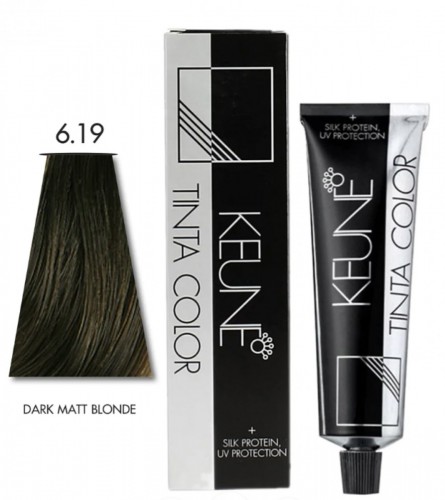 6.19
DARK MATT BLONDE
KEUNE
TINTA COLOR
+
SILK PROTEIN,
UV PROTECTION
+
SILK PROTEIN,
UV PROTECTION
KEUNE
TINTA COLOR